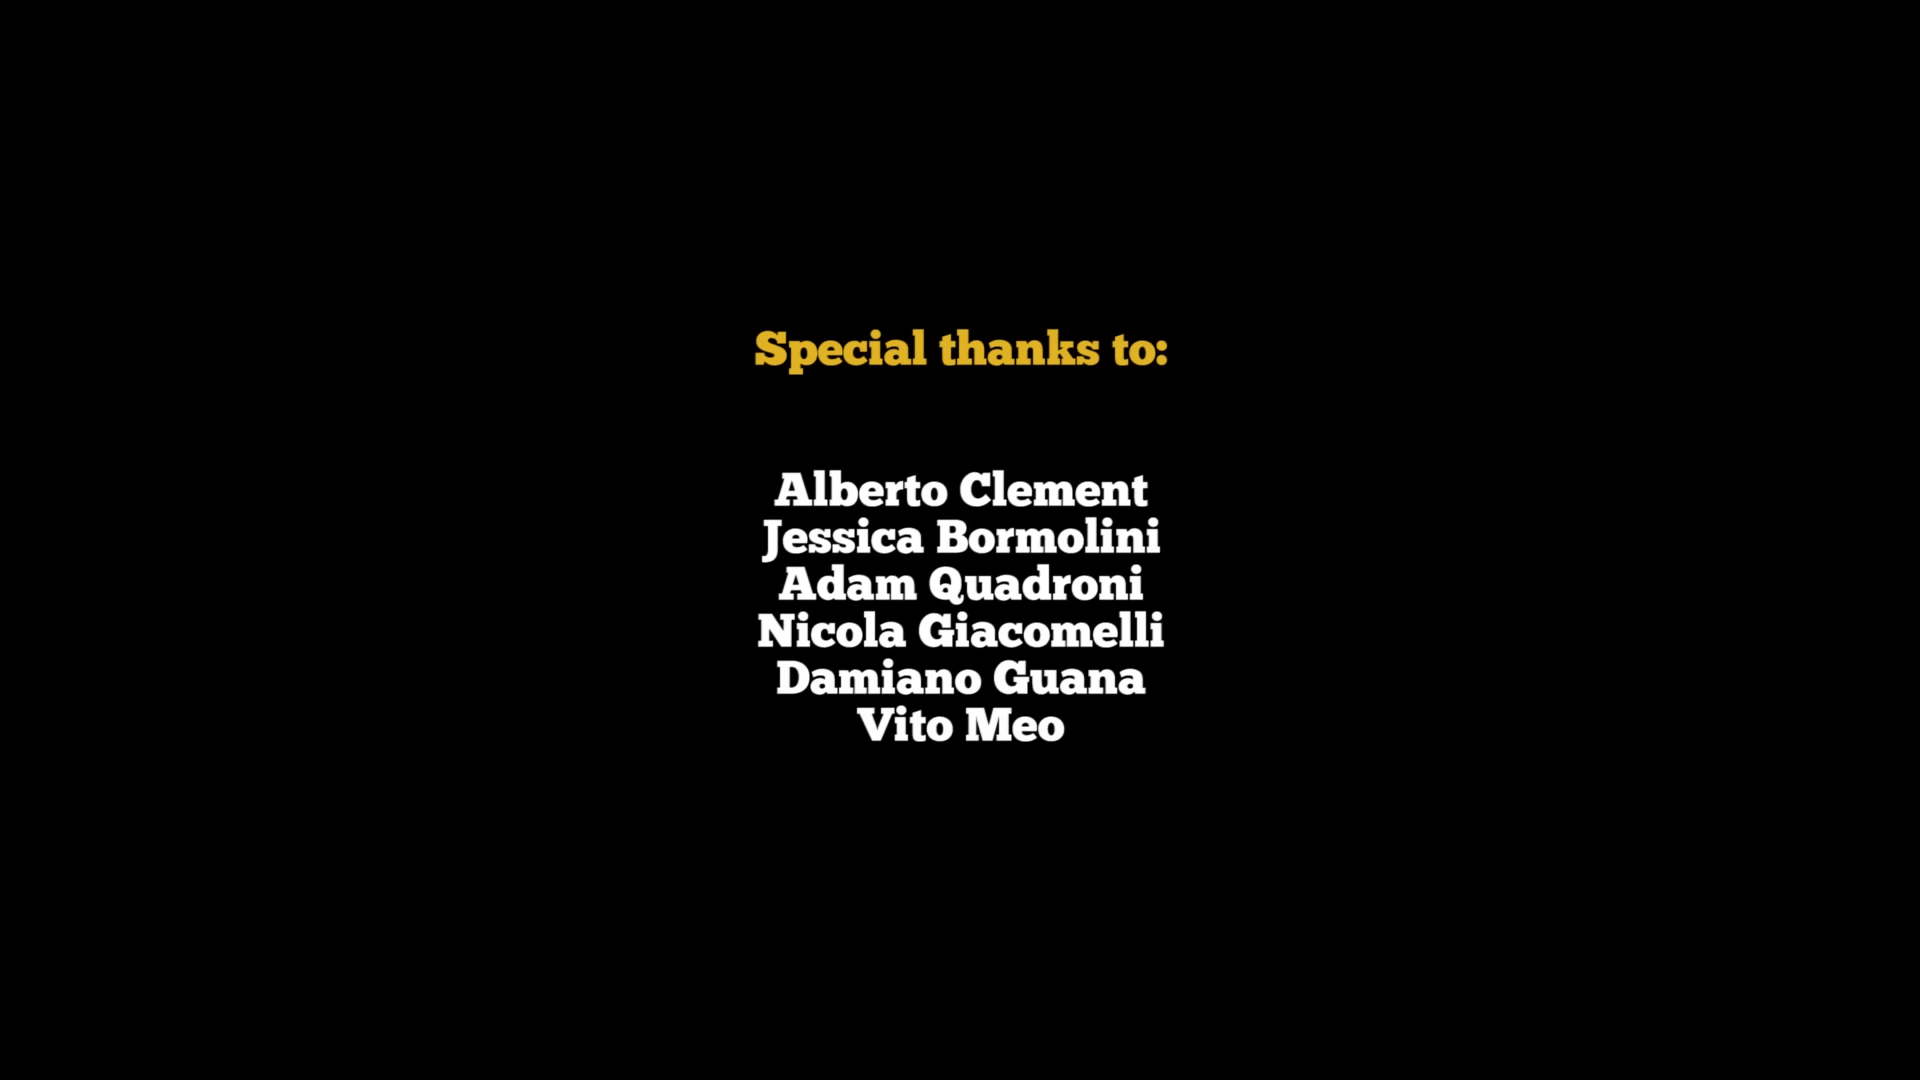 Special thanks to:
Alberto Clement
Jessica Bormolini
Adam Quadroni
Nicola Giacomelli
Damiano Guana
Vito Meo